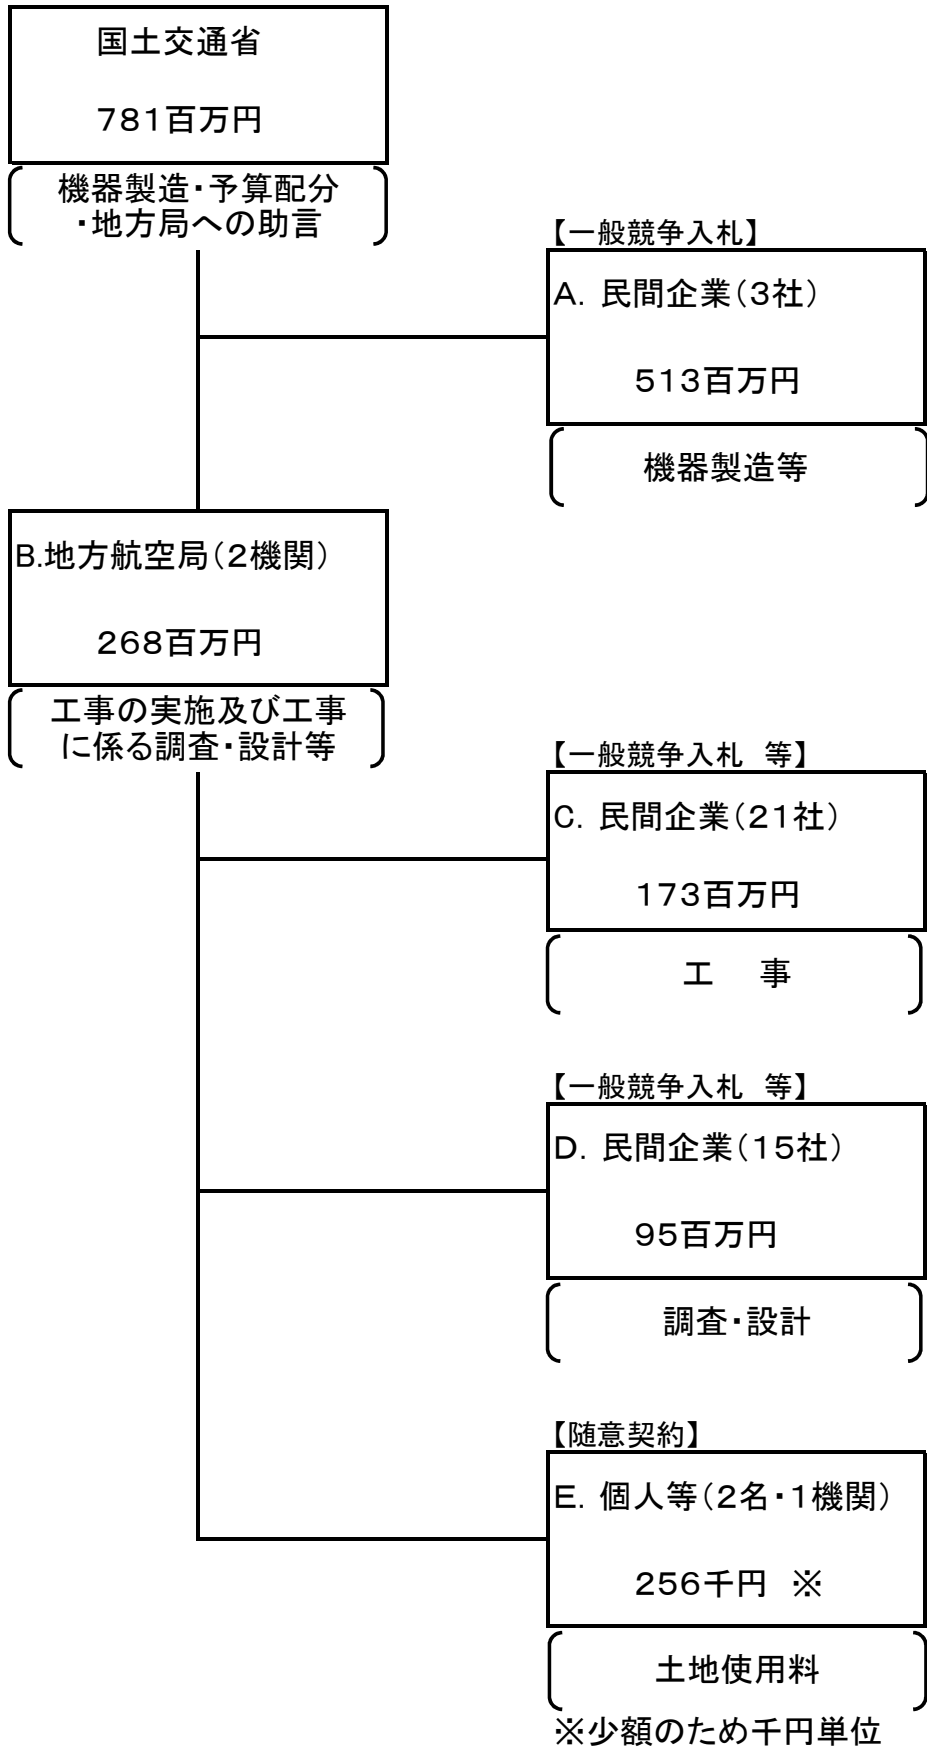 国土交通省
781百万円
機器製造・予算配分
・地方局への助言
【一般競争入札】
A. 民間企業（3社）
513百万円
機器製造等
B.地方航空局（2機関）
268百万円
工事の実施及び工事
に係る調査・設計等
【一般競争入札　等】
C. 民間企業（21社）
173百万円
工　事
【一般競争入札　等】
D. 民間企業（15社）
95百万円
調査・設計
【随意契約】
E. 個人等（2名・1機関）
256千円　※
土地使用料
※少額のため千円単位